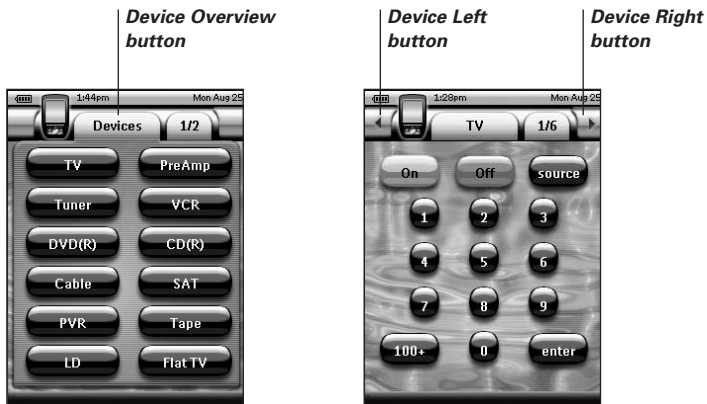 Device Overview
button
Device Left
button
Device Right
button
1:44pm Mon Aug 25
Devices 1/2
TV PreAmp
Tuner VCR
DVD(R) CD(R)
Cable SAT
PVR Tape
LD Flat TV
1:28pm Mon Aug 25
TV 1/6
On Off source
1 2 3
4 5 6
7 8 9
100+ 0 enter